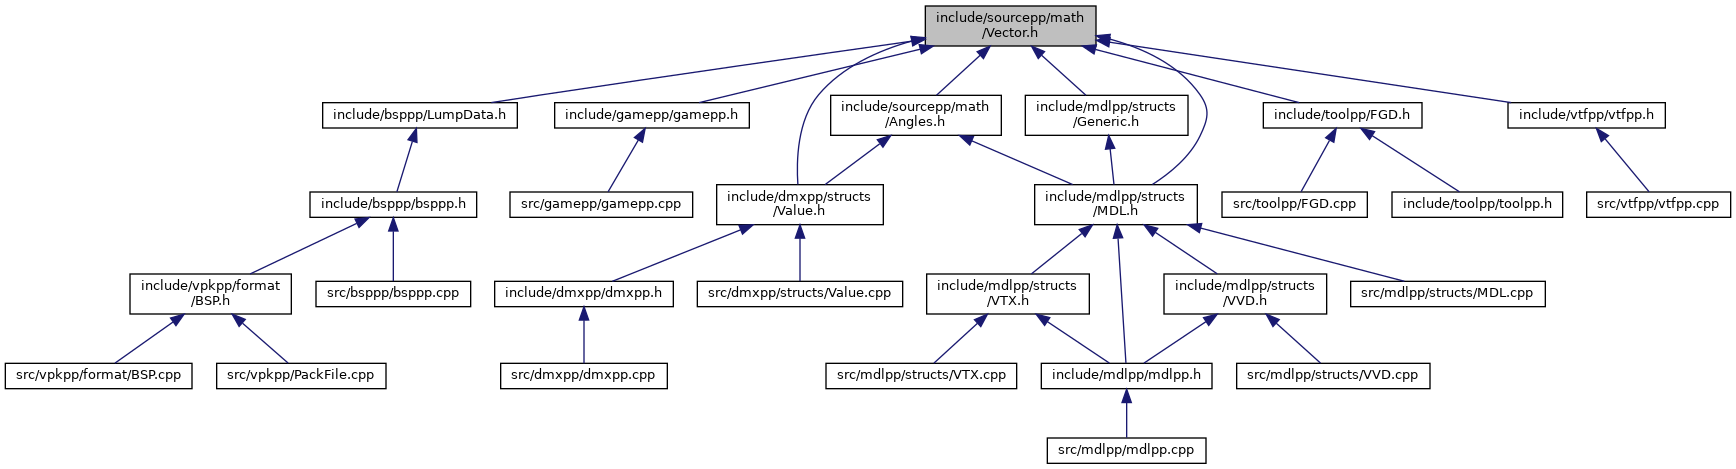 include/sourcepp/math
/Vector.h
include/bsppp/LumpData.h
include/gamepp/gamepp.h
include/sourcepp/math
/Angles.h
include/mdlpp/structs
/Generic.h
include/toolpp/FGD.h
include/vtfpp/vtfpp.h
include/bsppp/bsppp.h
src/gamepp/gamepp.cpp
include/dmxpp/structs
/Value.h
include/mdlpp/structs
/MDL.h
src/toolpp/FGD.cpp
include/toolpp/toolpp.h
src/vtfpp/vtfpp.cpp
include/vpkpp/format
/BSP.h
src/bsppp/bsppp.cpp
include/dmxpp/dmxpp.h
src/dmxpp/structs/Value.cpp
include/mdlpp/structs
/VTX.h
include/mdlpp/structs
/VVD.h
src/mdlpp/structs/MDL.cpp
src/vpkpp/format/BSP.cpp
src/vpkpp/PackFile.cpp
src/dmxpp/dmxpp.cpp
src/mdlpp/structs/VTX.cpp
include/mdlpp/mdlpp.h
src/mdlpp/structs/VVD.cpp
src/mdlpp/mdlpp.cpp